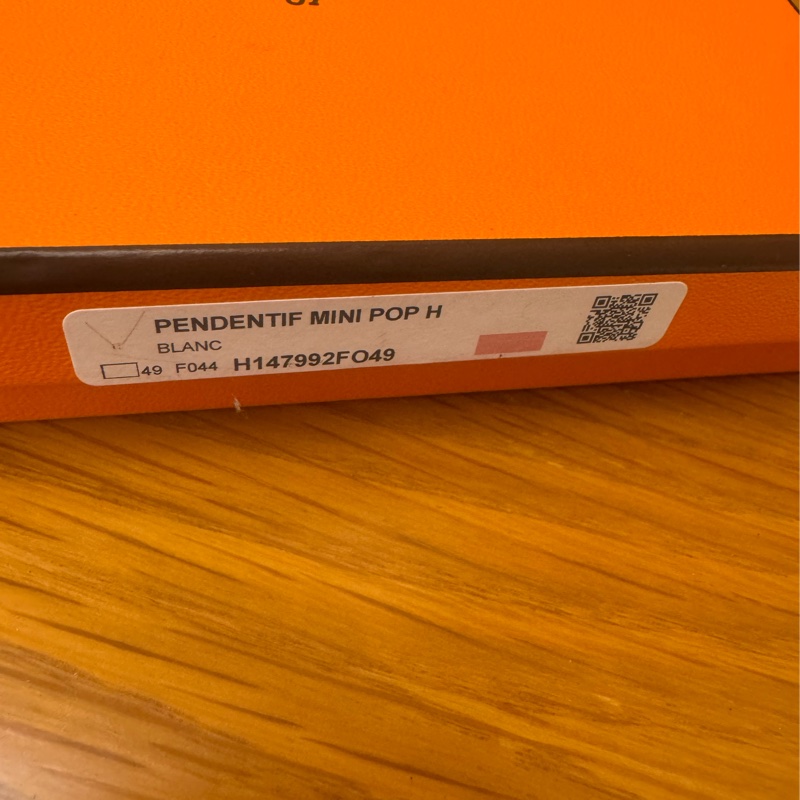 PENDENTIF MINI POP H
BLANC
49 F044 H147992FO49